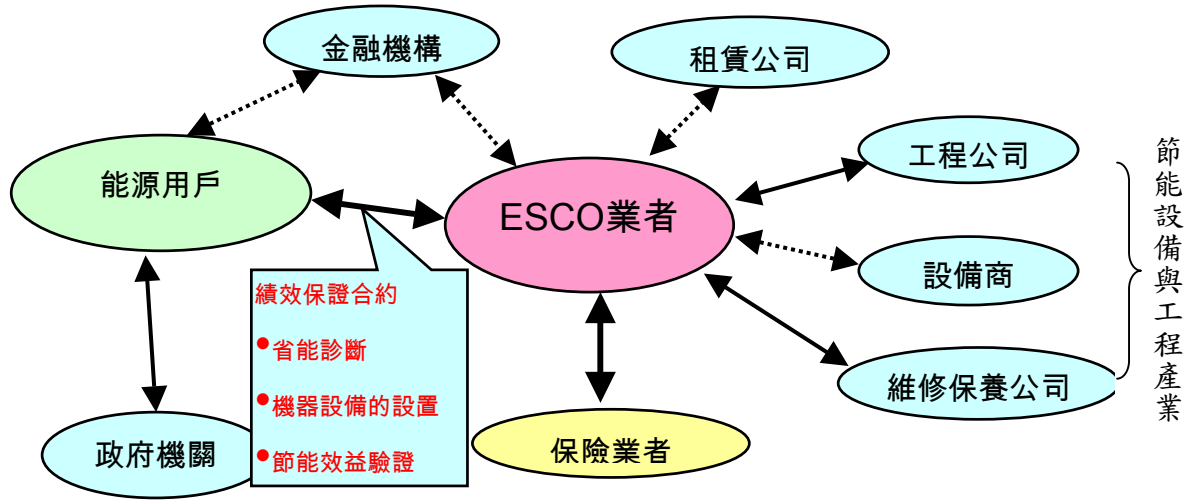 金融機構
租賃公司
工程公司
能源用戶
ESCO業者
設備商
績效保證合約
●省能診斷
●機器設備的設置
●節能效益驗證
維修保養公司
政府機關
保險業者
節能設備與工程產業